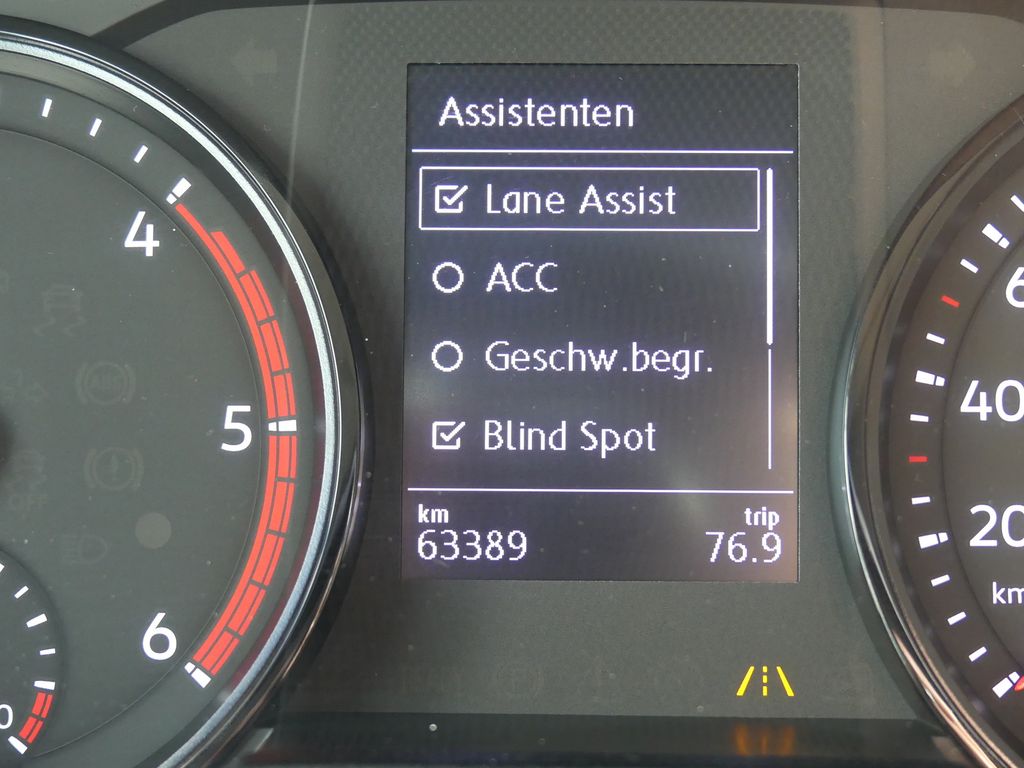 Assistenten
Lane Assist
ACC
Geschw.begr.
Blind Spot
km trip
63389 76.9
4
5
6
40
20
km